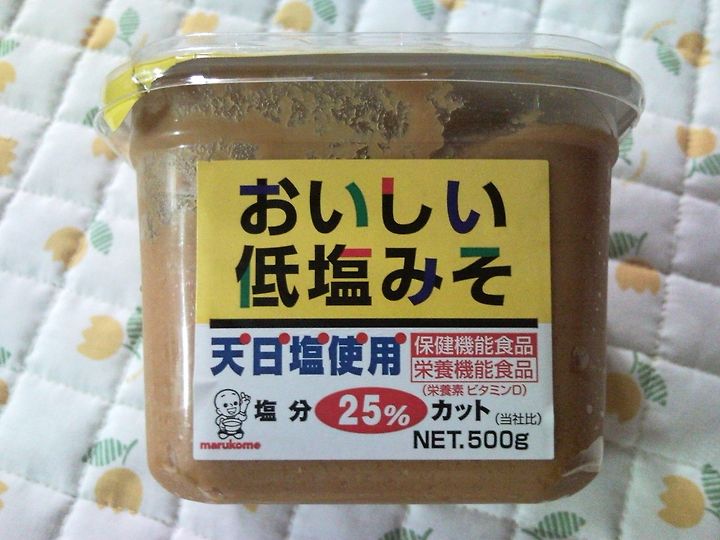 おいしい
低塩みそ
天日塩使用
保健機能食品
栄養機能食品
(栄養素 ビタミンD)
塩分 25% カット (当社比)
marukome
NET.500g